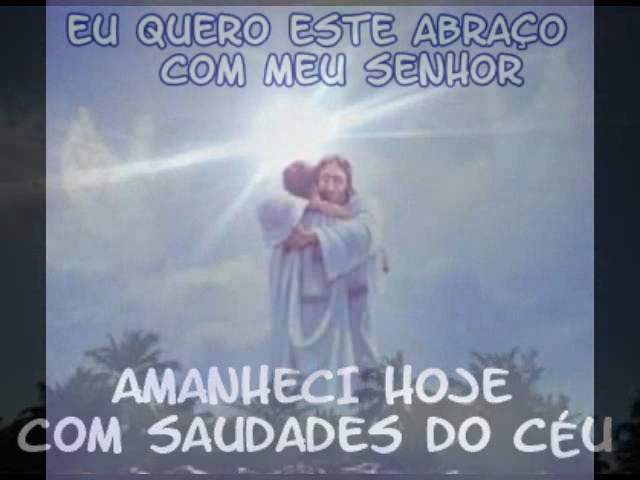 EU QUERO ESTE ABRAÇO
COM MEU SENHOR
AMANHECI HOJE
COM SAUDADES DO CÉU